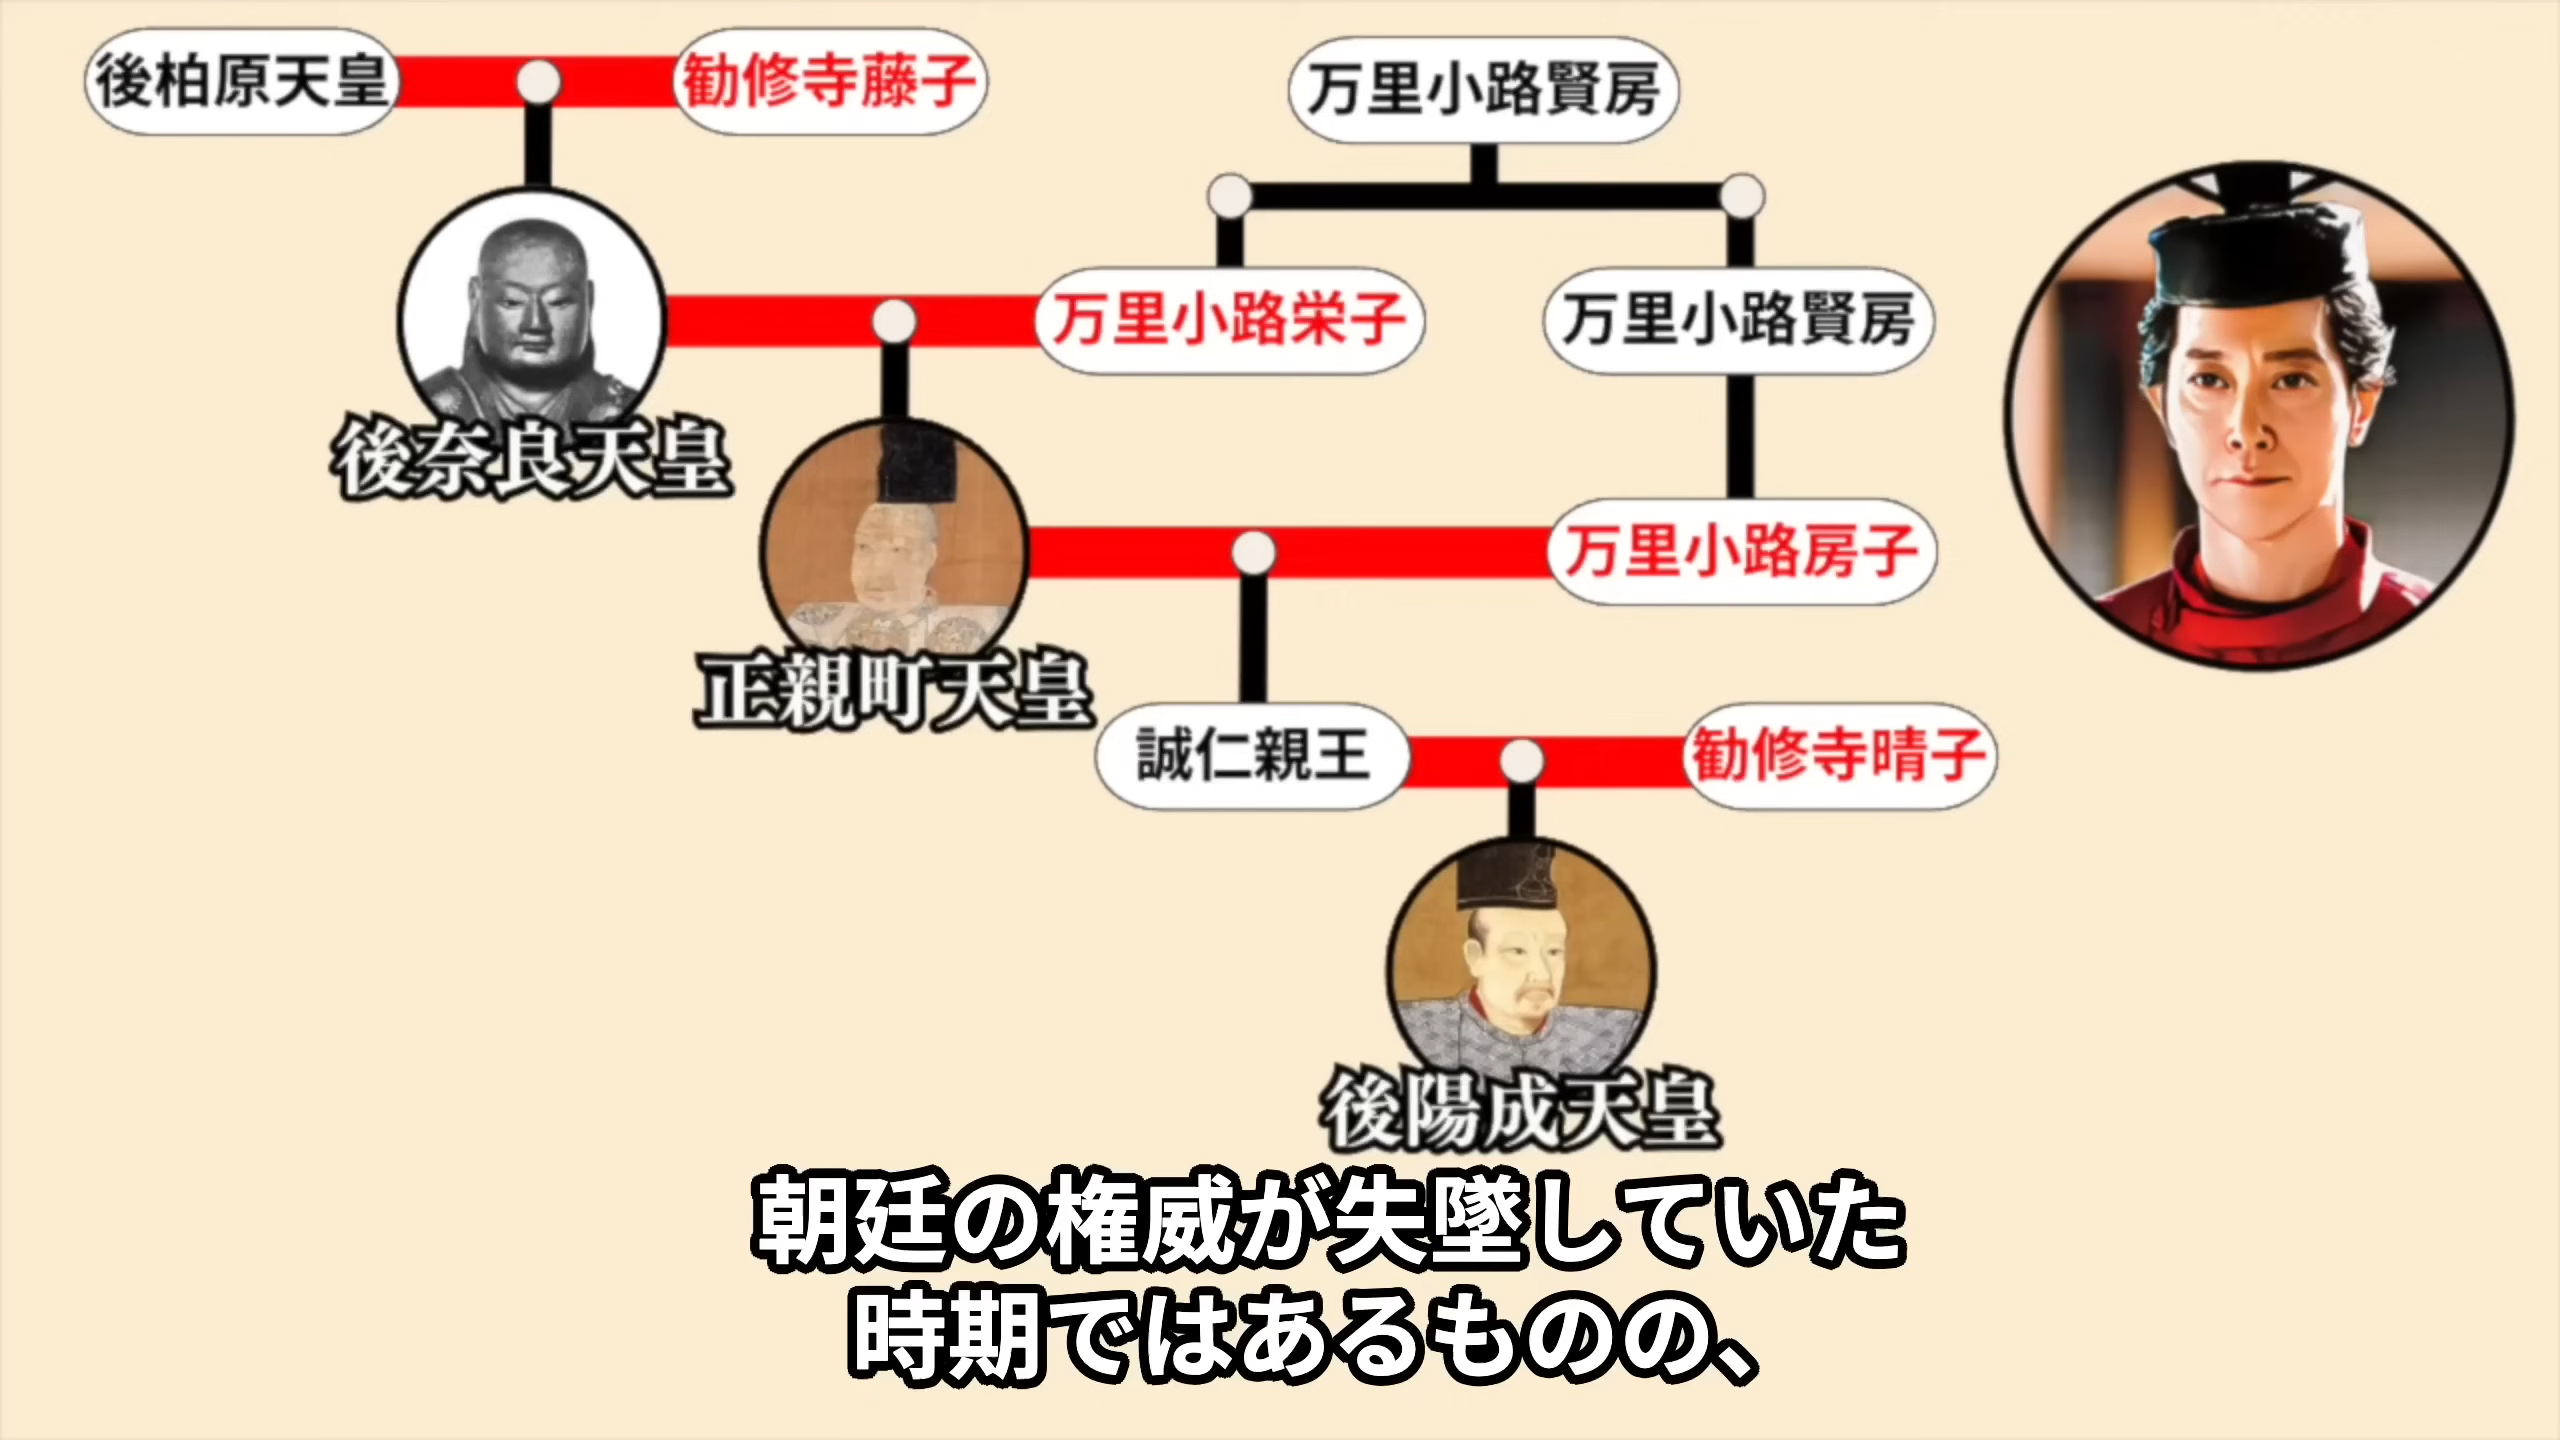 後柏原天皇
勧修寺藤子
万里小路賢房
万里小路栄子
万里小路賢房
後奈良天皇
万里小路房子
正親町天皇
誠仁親王
勧修寺晴子
後陽成天皇
朝廷の権威が失墜していた
時期ではあるものの、